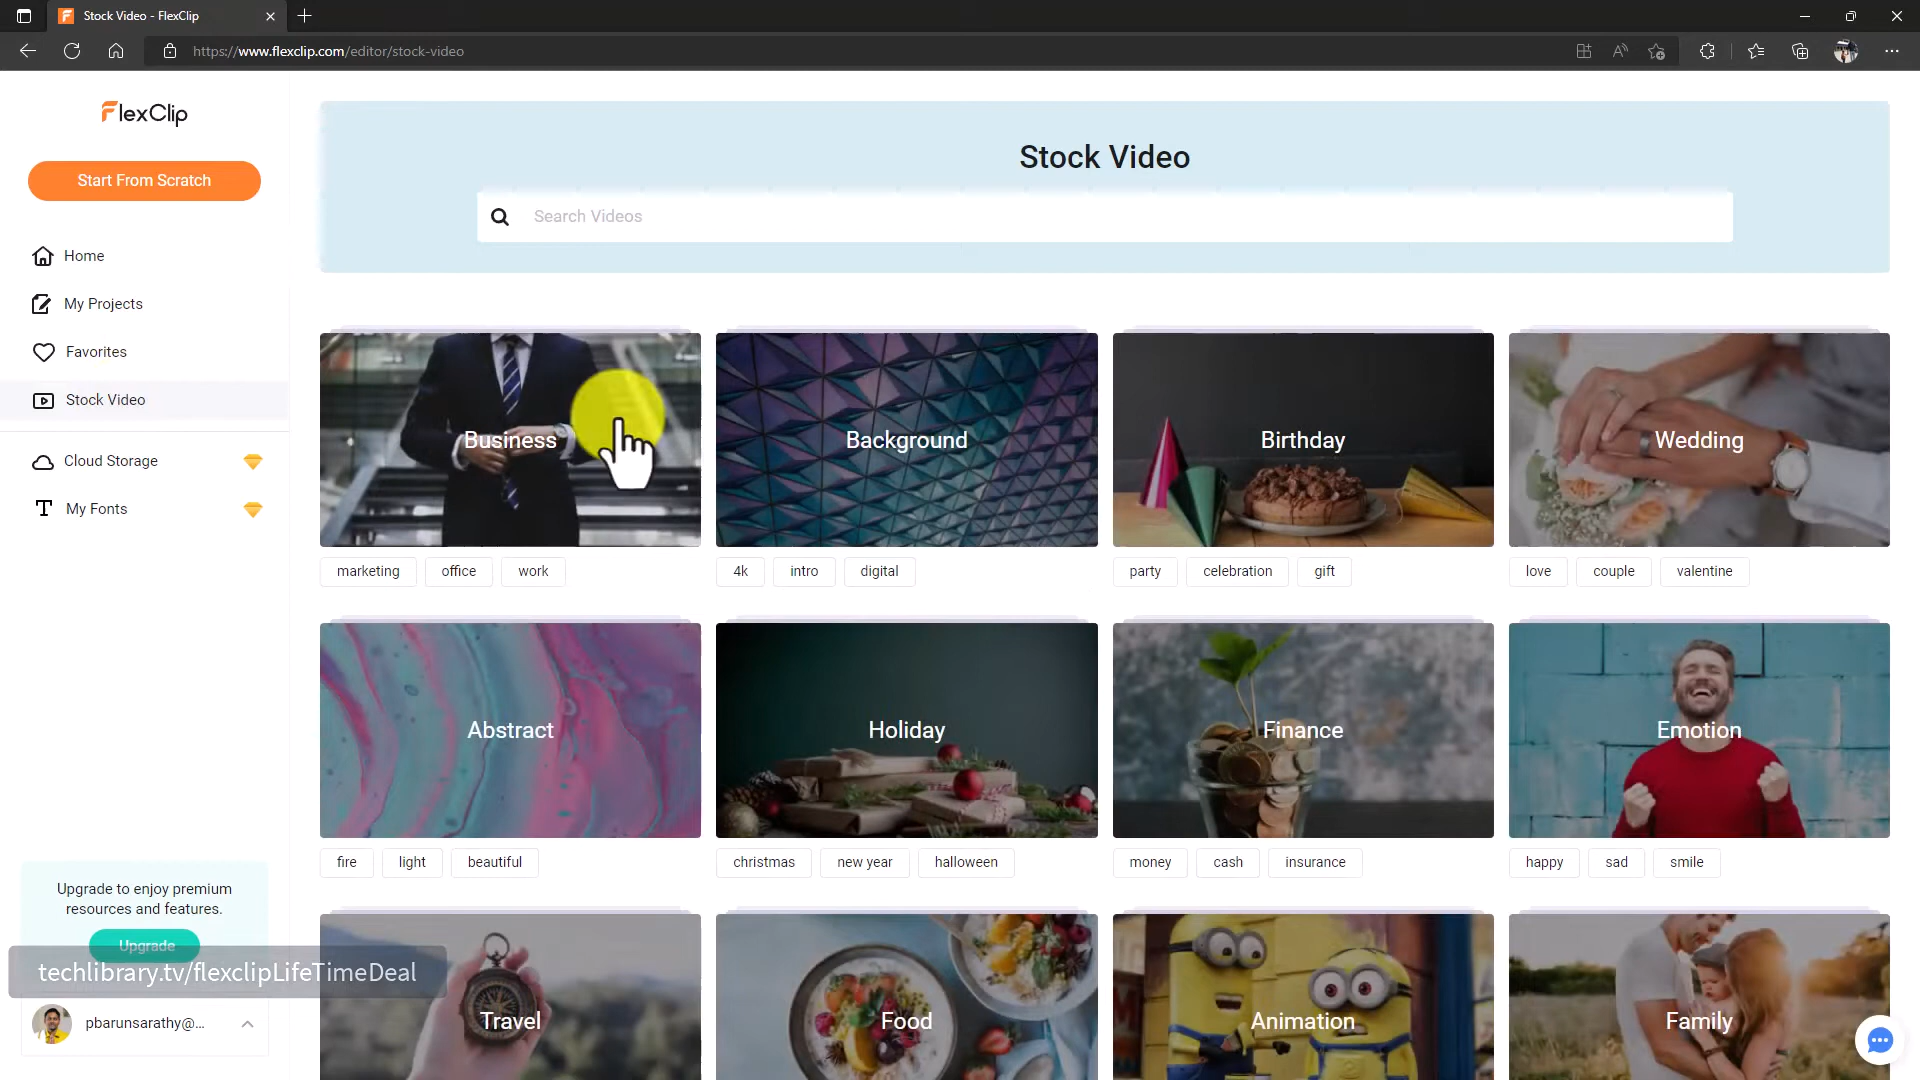 Stock Video - FlexClip
https://www.flexclip.com/editor/stock-video
FlexClip
Start From Scratch
Home
My Projects
Favorites
Stock Video
Cloud Storage
My Fonts
Upgrade to enjoy premium
resources and features.
Upgrade
techlibrary.tv/flexclipLifeTimeDeal
pbarunsarathy@...
Stock Video
Search Videos
Business
Background
Birthday
Wedding
marketing office work
4k intro digital
party celebration gift
love couple valentine
Abstract
Holiday
Finance
Emotion
fire light beautiful
christmas new year halloween
money cash insurance
happy sad smile
Travel
Food
Animation
Family